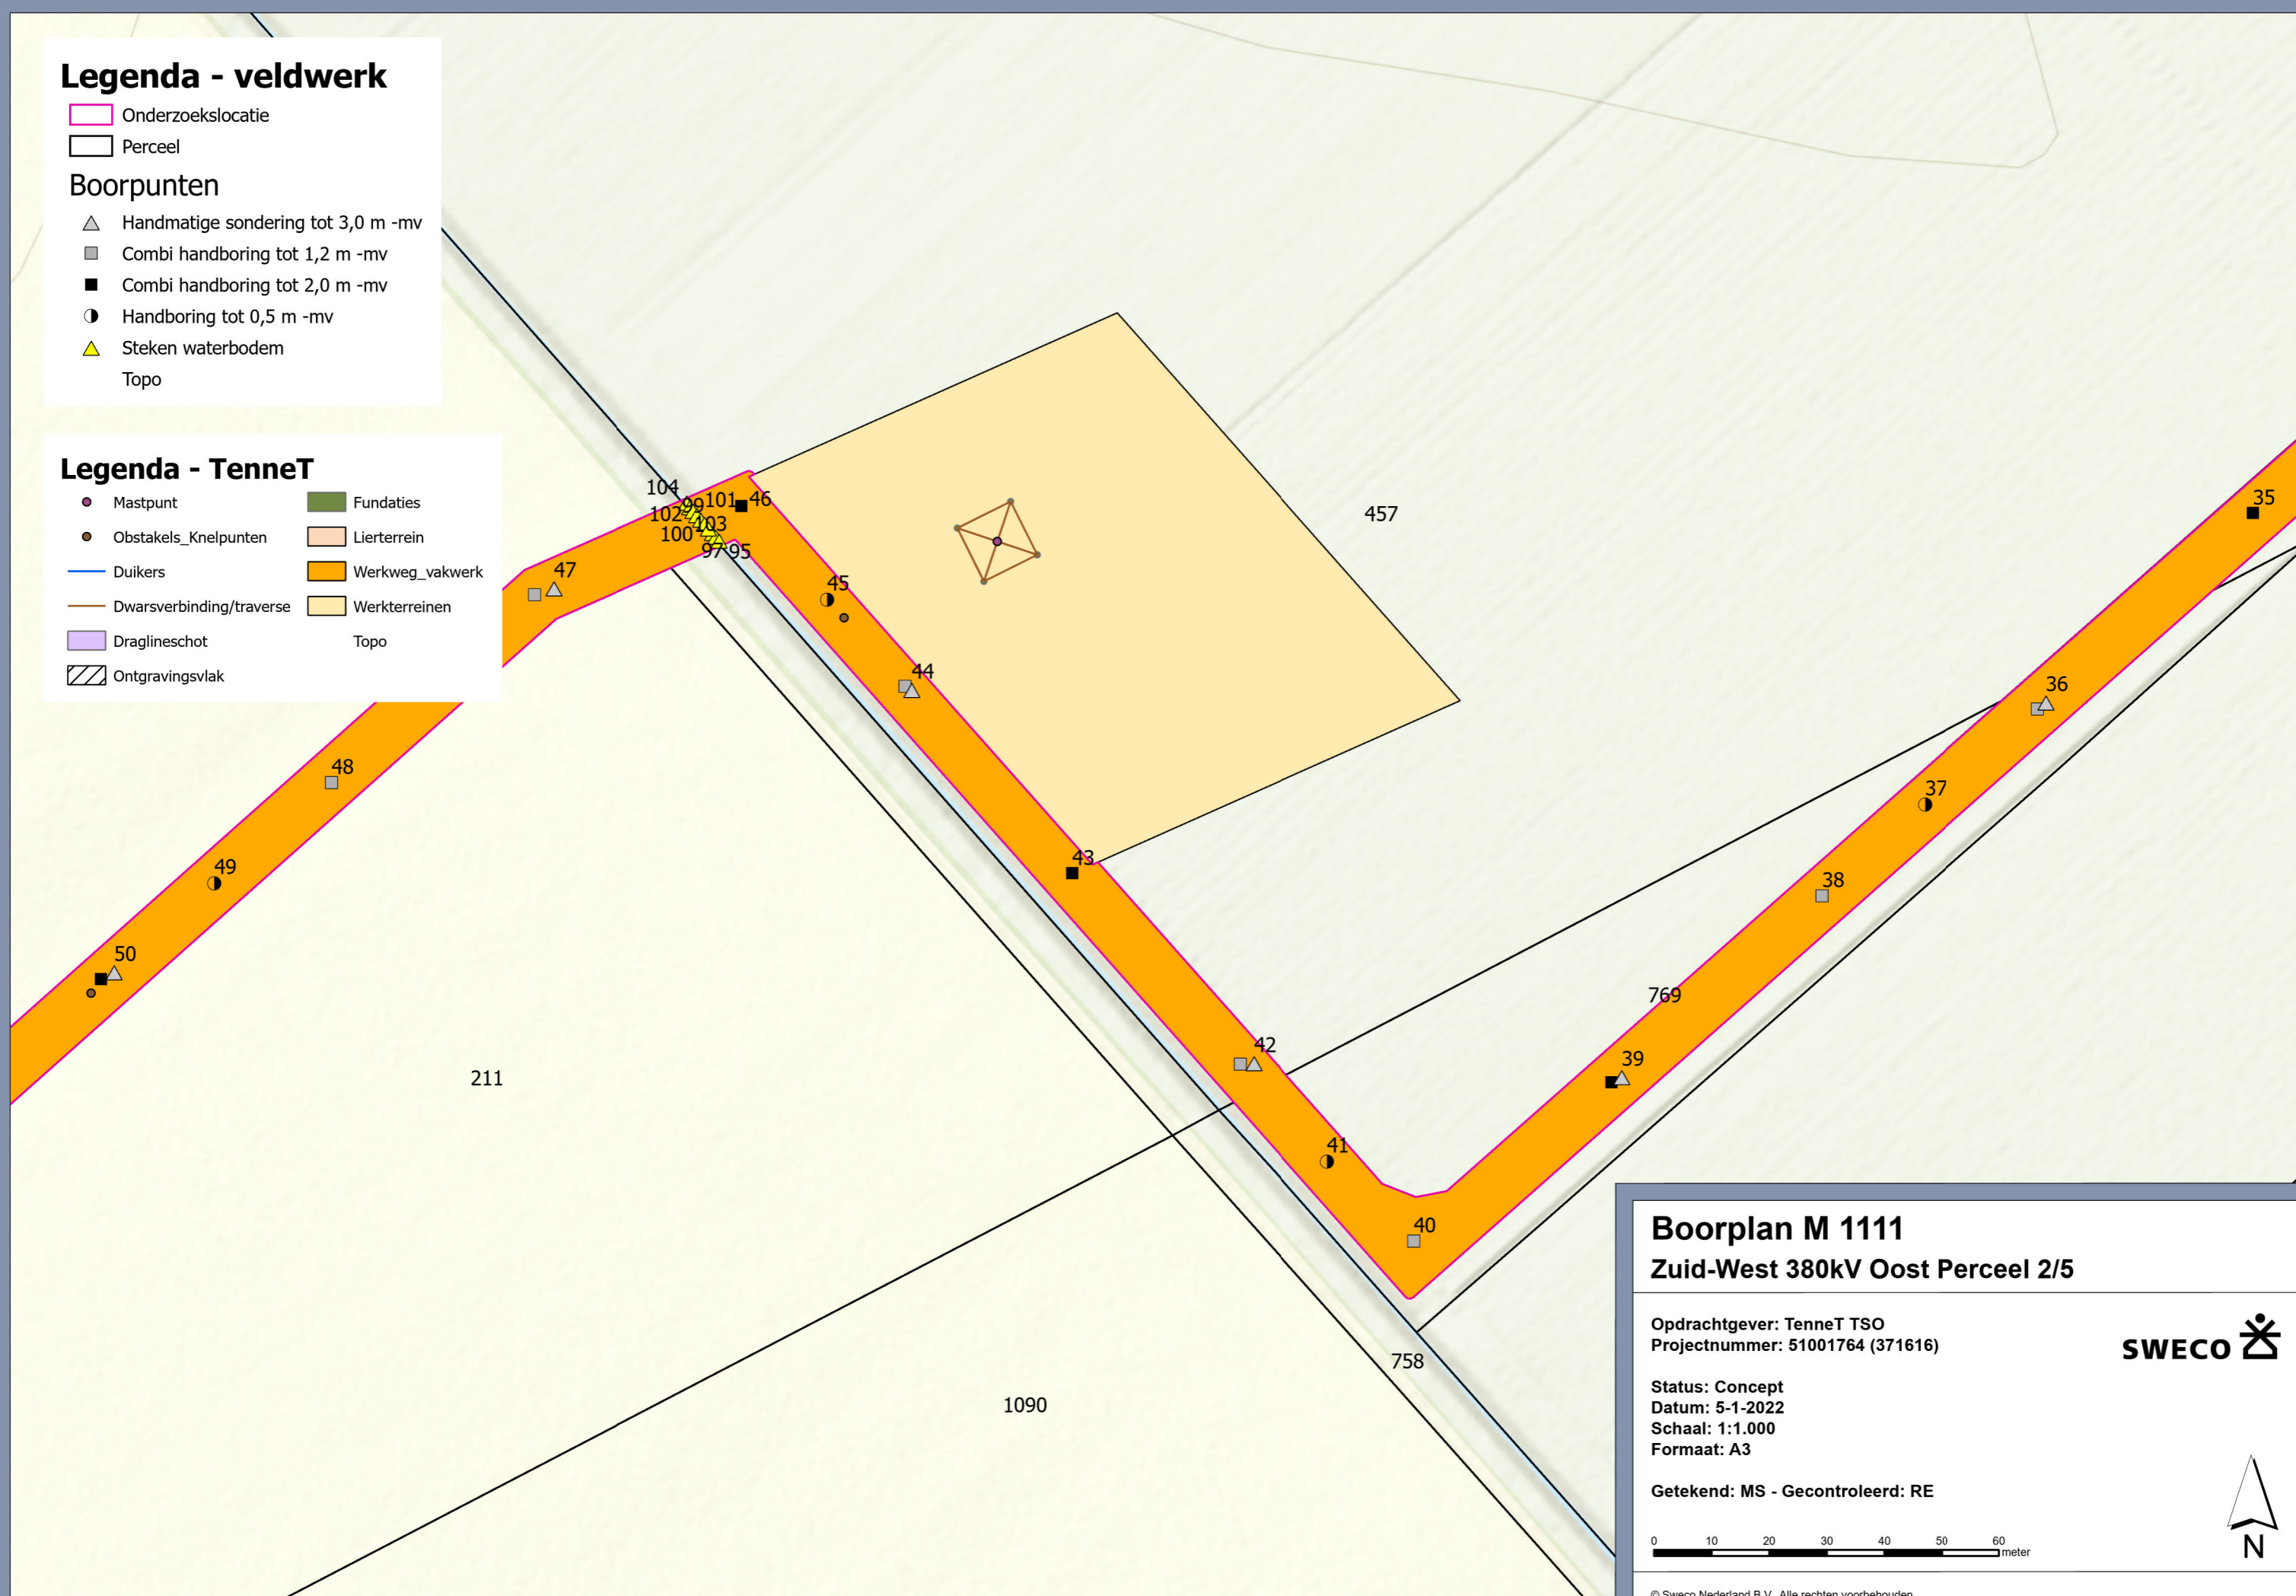 Legenda - veldwerk
Onderzoekslocatie
Perceel
Boorpunten
Handmatige sondering tot 3,0 m -mv
Combi handboring tot 1,2 m -mv
Combi handboring tot 2,0 m -mv
Handboring tot 0,5 m -mv
Steken waterbodem
Topo
Legenda - TenneT
Mastpunt
Obstakels_Knelpunten
Duikers
Dwarsverbinding/traverse
Draglineschot
Ontgravingsvlak
Fundaties
Lierterrein
Werkweg_vakwerk
Werkterreinen
Topo
104
99
101
46
102
103
100
97
95
457
35
47
45
44
36
48
37
43
49
38
50
769
42
39
211
41
40
758
1090
Boorplan M 1111
Zuid-West 380kV Oost Perceel 2/5
Opdrachtgever: TenneT TSO
Projectnummer: 51001764 (371616)
SWECO
Status: Concept
Datum: 5-1-2022
Schaal: 1:1.000
Formaat: A3
Getekend: MS - Gecontroleerd: RE
0 10 20 30 40 50 60
meter
N
© Sweco Nederland B.V. Alle rechten voorbehouden